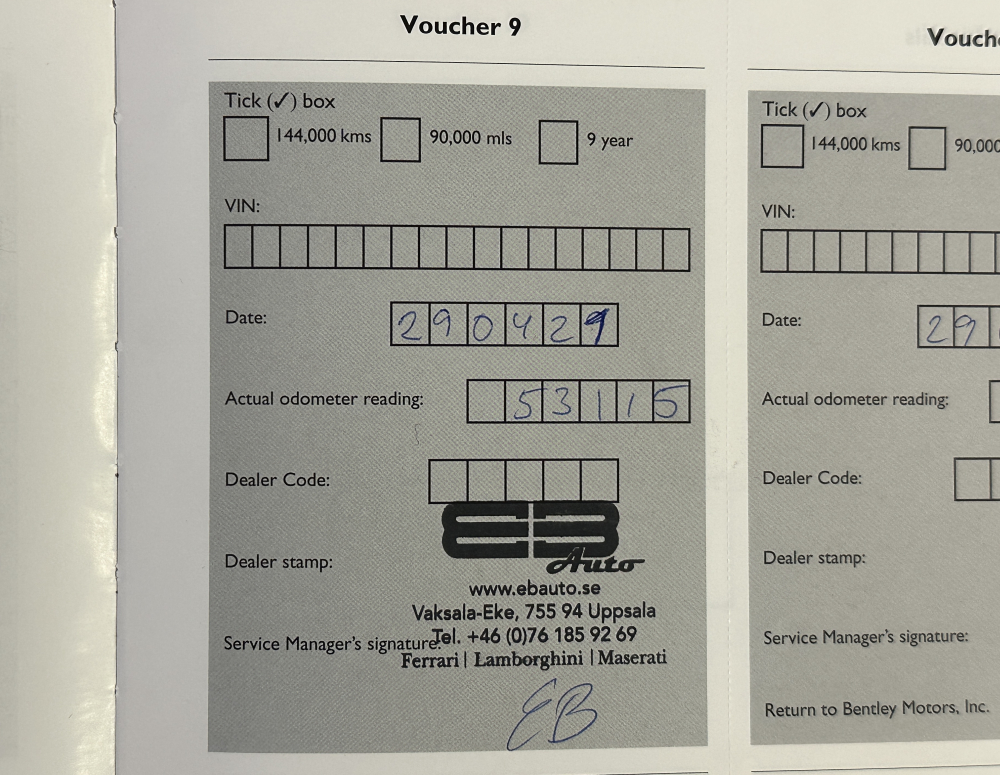 Voucher 9
Tick (✓) box
144,000 kms 90,000 mls 9 year
VIN:
Date: 29042
Actual odometer reading: 53115
Dealer Code:
EB
Auto
Dealer stamp:
www.ebauto.se
Vaksala-Eke, 755 94 Uppsala
Service Manager's signature: Tel. +46 (0)76 185 92 69
Ferrari | Lamborghini | Maserati
EB
Tick (✓) box
144,000 kms 90,000
VIN:
Date: 29
Actual odometer reading:
Dealer Code:
Dealer stamp:
Service Manager's signature:
Return to Bentley Motors, Inc.